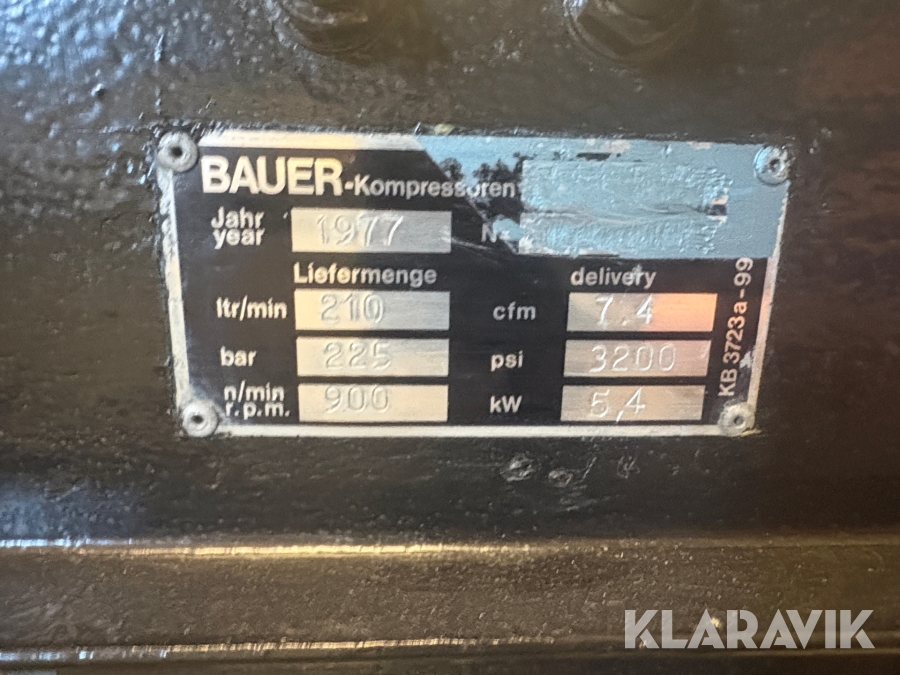 BAUER-Kompressoren
Jahr
year
1977
Liefermenge delivery
ltr/min 210 cfm 7.4
bar 225 psi 3200
n/min
r.p.m. 900 kW 5,4
KB 3723a-99
KLARAVIK